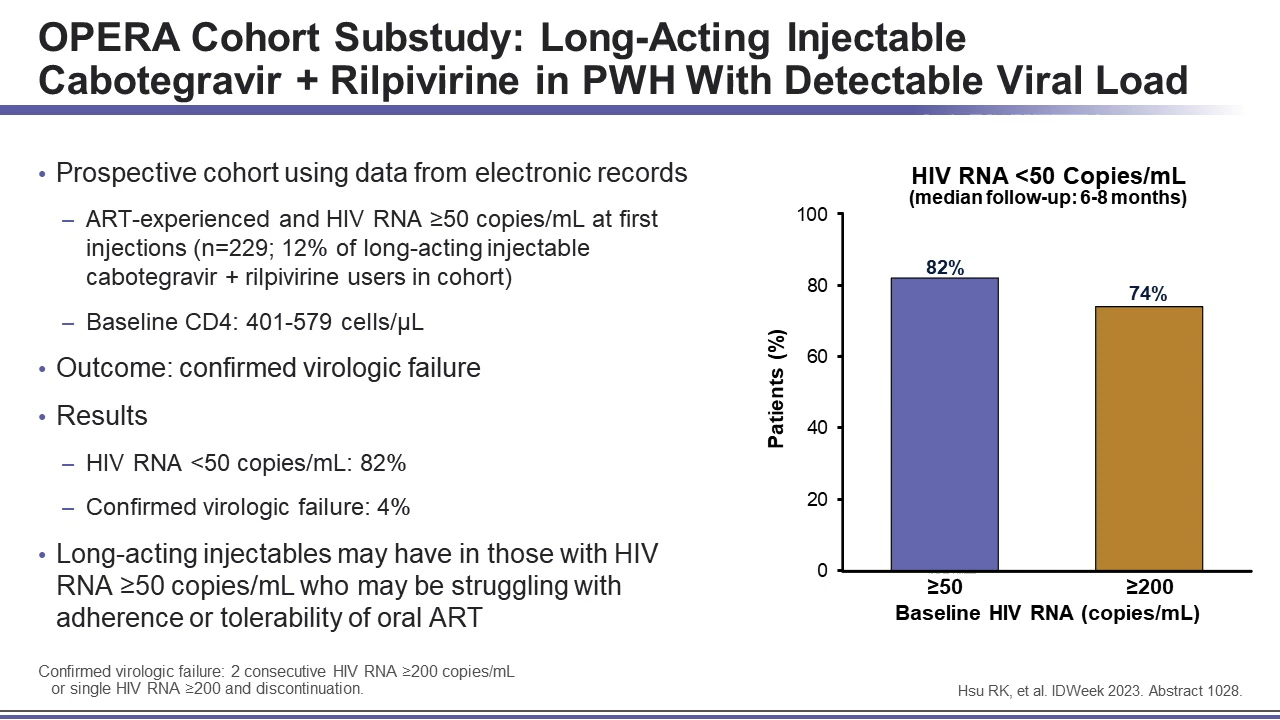 OPERA Cohort Substudy: Long-Acting Injectable
Cabotegravir + Rilpivirine in PWH With Detectable Viral Load
• Prospective cohort using data from electronic records
– ART-experienced and HIV RNA ≥50 copies/mL at first
injections (n=229; 12% of long-acting injectable
cabotegravir + rilpivirine users in cohort)
– Baseline CD4: 401-579 cells/µL
• Outcome: confirmed virologic failure
• Results
– HIV RNA <50 copies/mL: 82%
– Confirmed virologic failure: 4%
• Long-acting injectables may have in those with HIV
RNA ≥50 copies/mL who may be struggling with
adherence or tolerability of oral ART
HIV RNA <50 Copies/mL
(median follow-up: 6-8 months)
Patients (%)
100
80
60
40
20
0
82%
74%
≥50
≥200
Baseline HIV RNA (copies/mL)
Confirmed virologic failure: 2 consecutive HIV RNA ≥200 copies/mL
or single HIV RNA ≥200 and discontinuation.
Hsu RK, et al. IDWeek 2023. Abstract 1028.